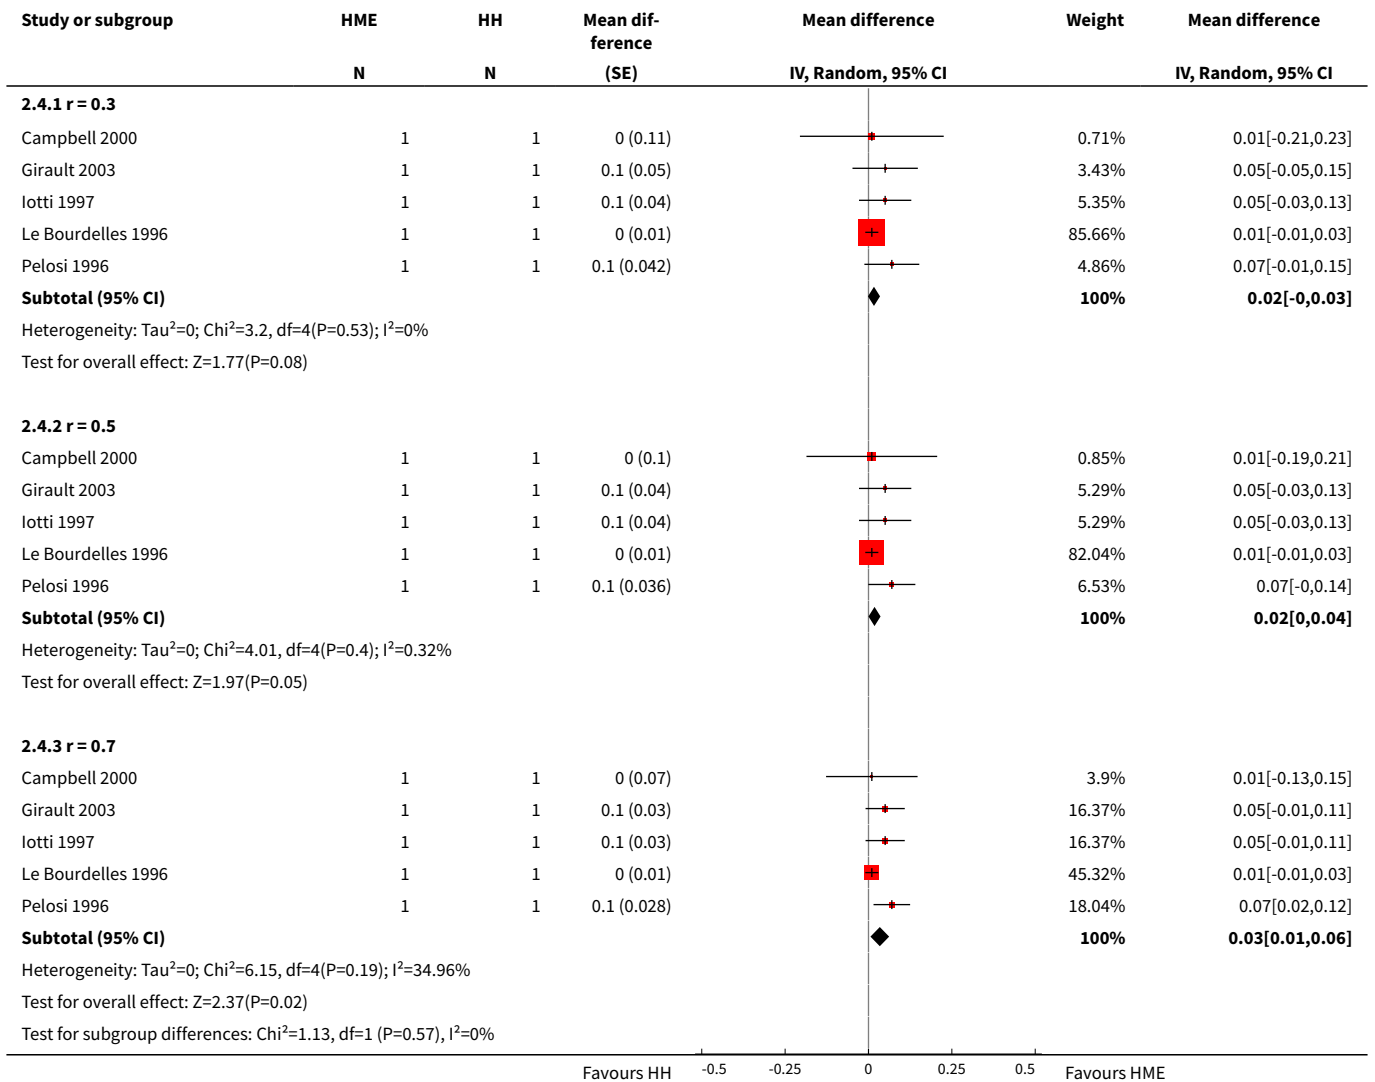 Study or subgroup HME HH Mean dif- Mean difference Weight Mean difference
ference
N N (SE) IV, Random, 95% CI IV, Random, 95% CI
2.4.1 r = 0.3
Campbell 2000 1 1 0 (0.11) 0.71% 0.01[-0.21,0.23]
Girault 2003 1 1 0.1 (0.05) 3.43% 0.05[-0.05,0.15]
Iotti 1997 1 1 0.1 (0.04) 5.35% 0.05[-0.03,0.13]
Le Bourdelles 1996 1 1 0 (0.01) 85.66% 0.01[-0.01,0.03]
Pelosi 1996 1 1 0.1 (0.042) 4.86% 0.07[-0.01,0.15]
Subtotal (95% CI) 100% 0.02[-0,0.03]
Heterogeneity: Tau²=0; Chi²=3.2, df=4(P=0.53); I²=0%
Test for overall effect: Z=1.77(P=0.08)
2.4.2 r = 0.5
Campbell 2000 1 1 0 (0.1) 0.85% 0.01[-0.19,0.21]
Girault 2003 1 1 0.1 (0.04) 5.29% 0.05[-0.03,0.13]
Iotti 1997 1 1 0.1 (0.04) 5.29% 0.05[-0.03,0.13]
Le Bourdelles 1996 1 1 0 (0.01) 82.04% 0.01[-0.01,0.03]
Pelosi 1996 1 1 0.1 (0.036) 6.53% 0.07[-0,0.14]
Subtotal (95% CI) 100% 0.02[0,0.04]
Heterogeneity: Tau²=0; Chi²=4.01, df=4(P=0.4); I²=0.32%
Test for overall effect: Z=1.97(P=0.05)
2.4.3 r = 0.7
Campbell 2000 1 1 0 (0.07) 3.9% 0.01[-0.13,0.15]
Girault 2003 1 1 0.1 (0.03) 16.37% 0.05[-0.01,0.11]
Iotti 1997 1 1 0.1 (0.03) 16.37% 0.05[-0.01,0.11]
Le Bourdelles 1996 1 1 0 (0.01) 45.32% 0.01[-0.01,0.03]
Pelosi 1996 1 1 0.1 (0.028) 18.04% 0.07[0.02,0.12]
Subtotal (95% CI) 100% 0.03[0.01,0.06]
Heterogeneity: Tau²=0; Chi²=6.15, df=4(P=0.19); I²=34.96%
Test for overall effect: Z=2.37(P=0.02)
Test for subgroup differences: Chi²=1.13, df=1 (P=0.57), I²=0%
Favours HH -0.5 -0.25 0 0.25 0.5 Favours HME